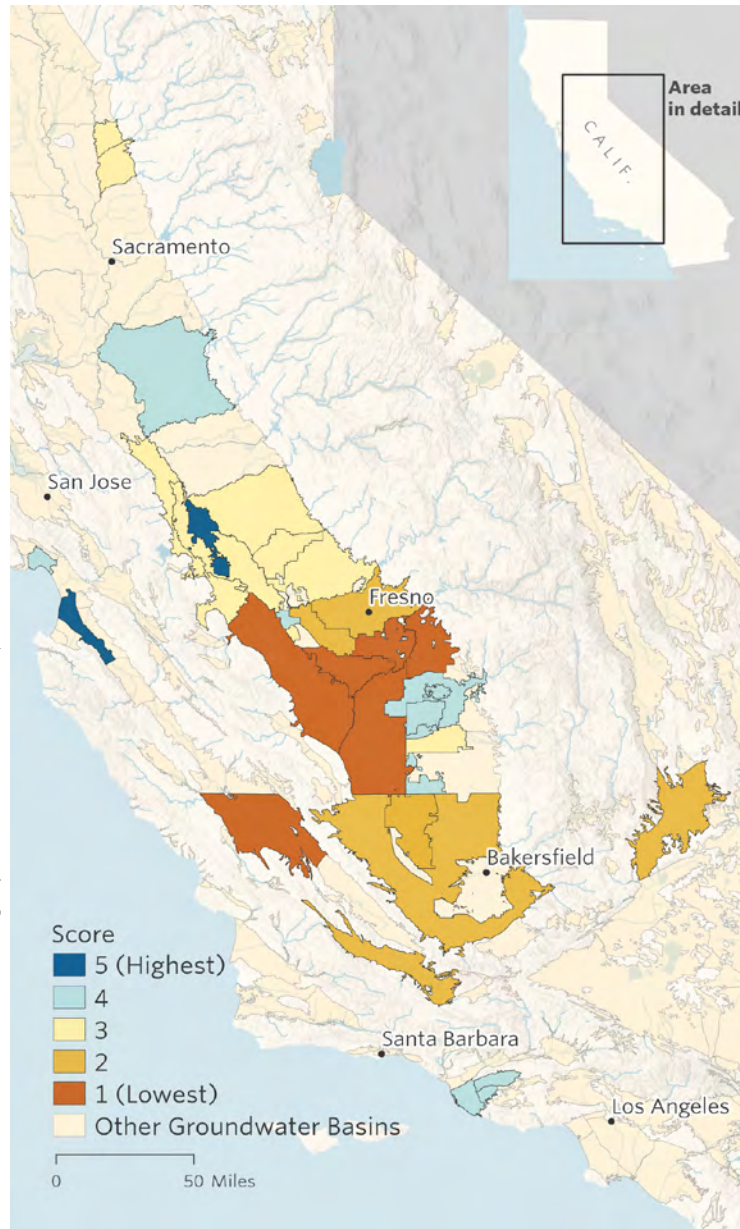 Area
in detail
CALIF.
Sacramento
San Jose
Fresno
Bakersfield
Score
5 (Highest)
4
3
2
1 (Lowest)
Other Groundwater Basins
Santa Barbara
Los Angeles
0 50 Miles